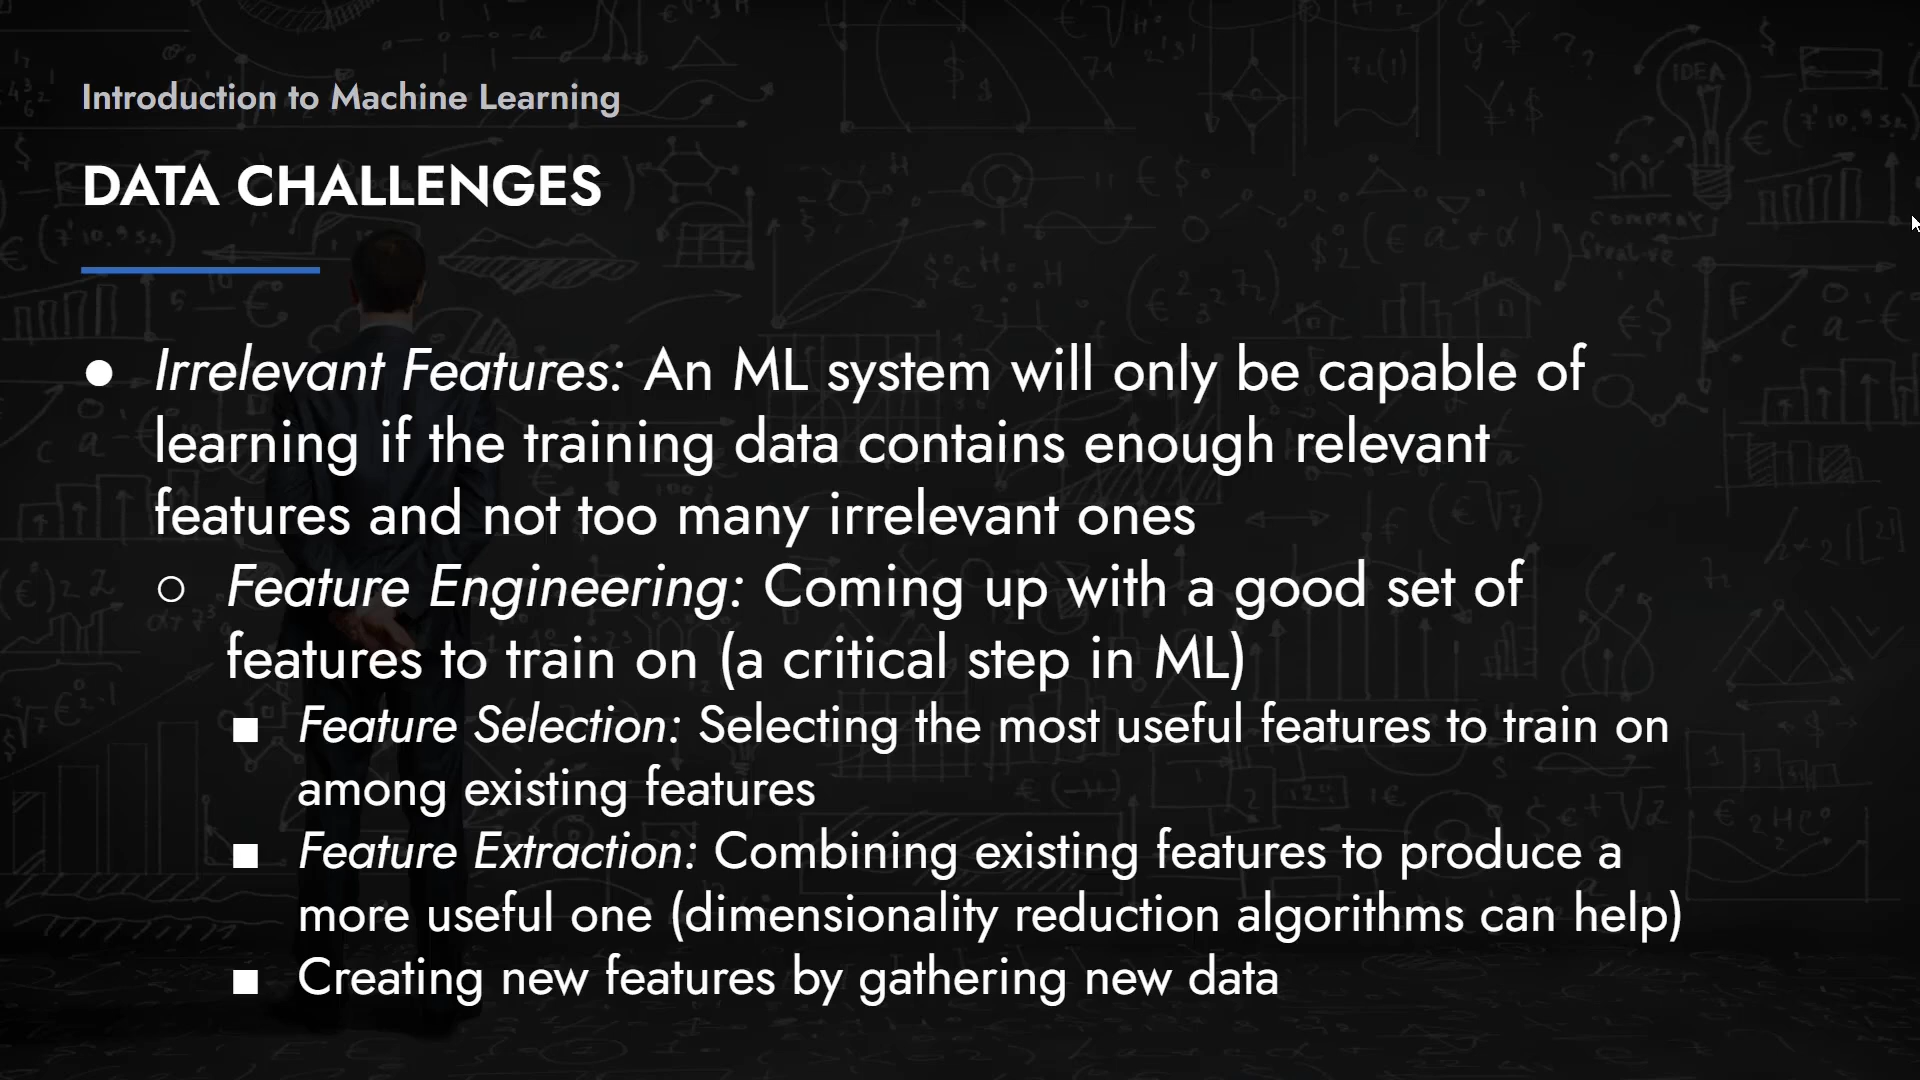 Introduction to Machine Learning
DATA CHALLENGES
● Irrelevant Features: An ML system will only be capable of
learning if the training data contains enough relevant
features and not too many irrelevant ones
○ Feature Engineering: Coming up with a good set of
features to train on (a critical step in ML)
■ Feature Selection: Selecting the most useful features to train on
among existing features
■ Feature Extraction: Combining existing features to produce a
more useful one (dimensionality reduction algorithms can help)
■ Creating new features by gathering new data
IDEA